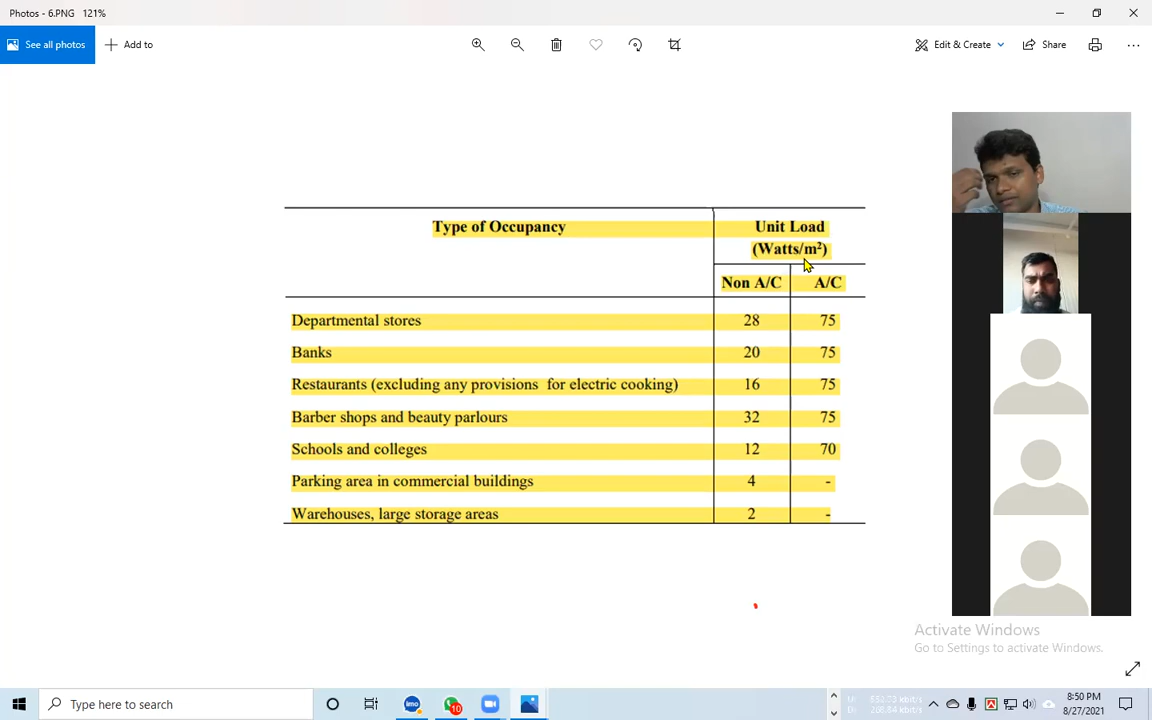 Photos - 6.PNG 121%
See all photos
Add to
Edit & Create
Share
Type of Occupancy
Unit Load
(Watts/m²)
Non A/C A/C
Departmental stores 28 75
Banks 20 75
Restaurants (excluding any provisions for electric cooking) 16 75
Barber shops and beauty parlours 32 75
Schools and colleges 12 70
Parking area in commercial buildings 4 -
Warehouses, large storage areas 2 -
Activate Windows
Go to Settings to activate Windows.
Type here to search
imo
10
8:50 PM
8/27/2021